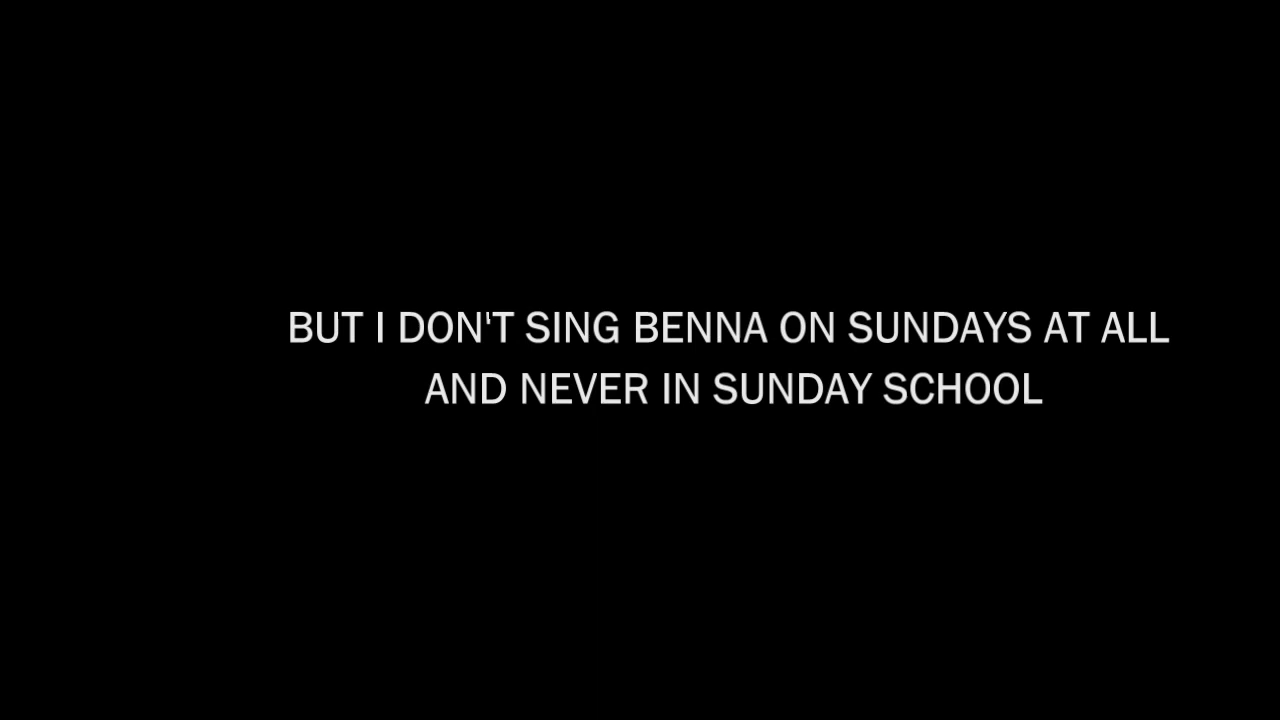 BUT I DON'T SING BENNA ON SUNDAYS AT ALL
AND NEVER IN SUNDAY SCHOOL